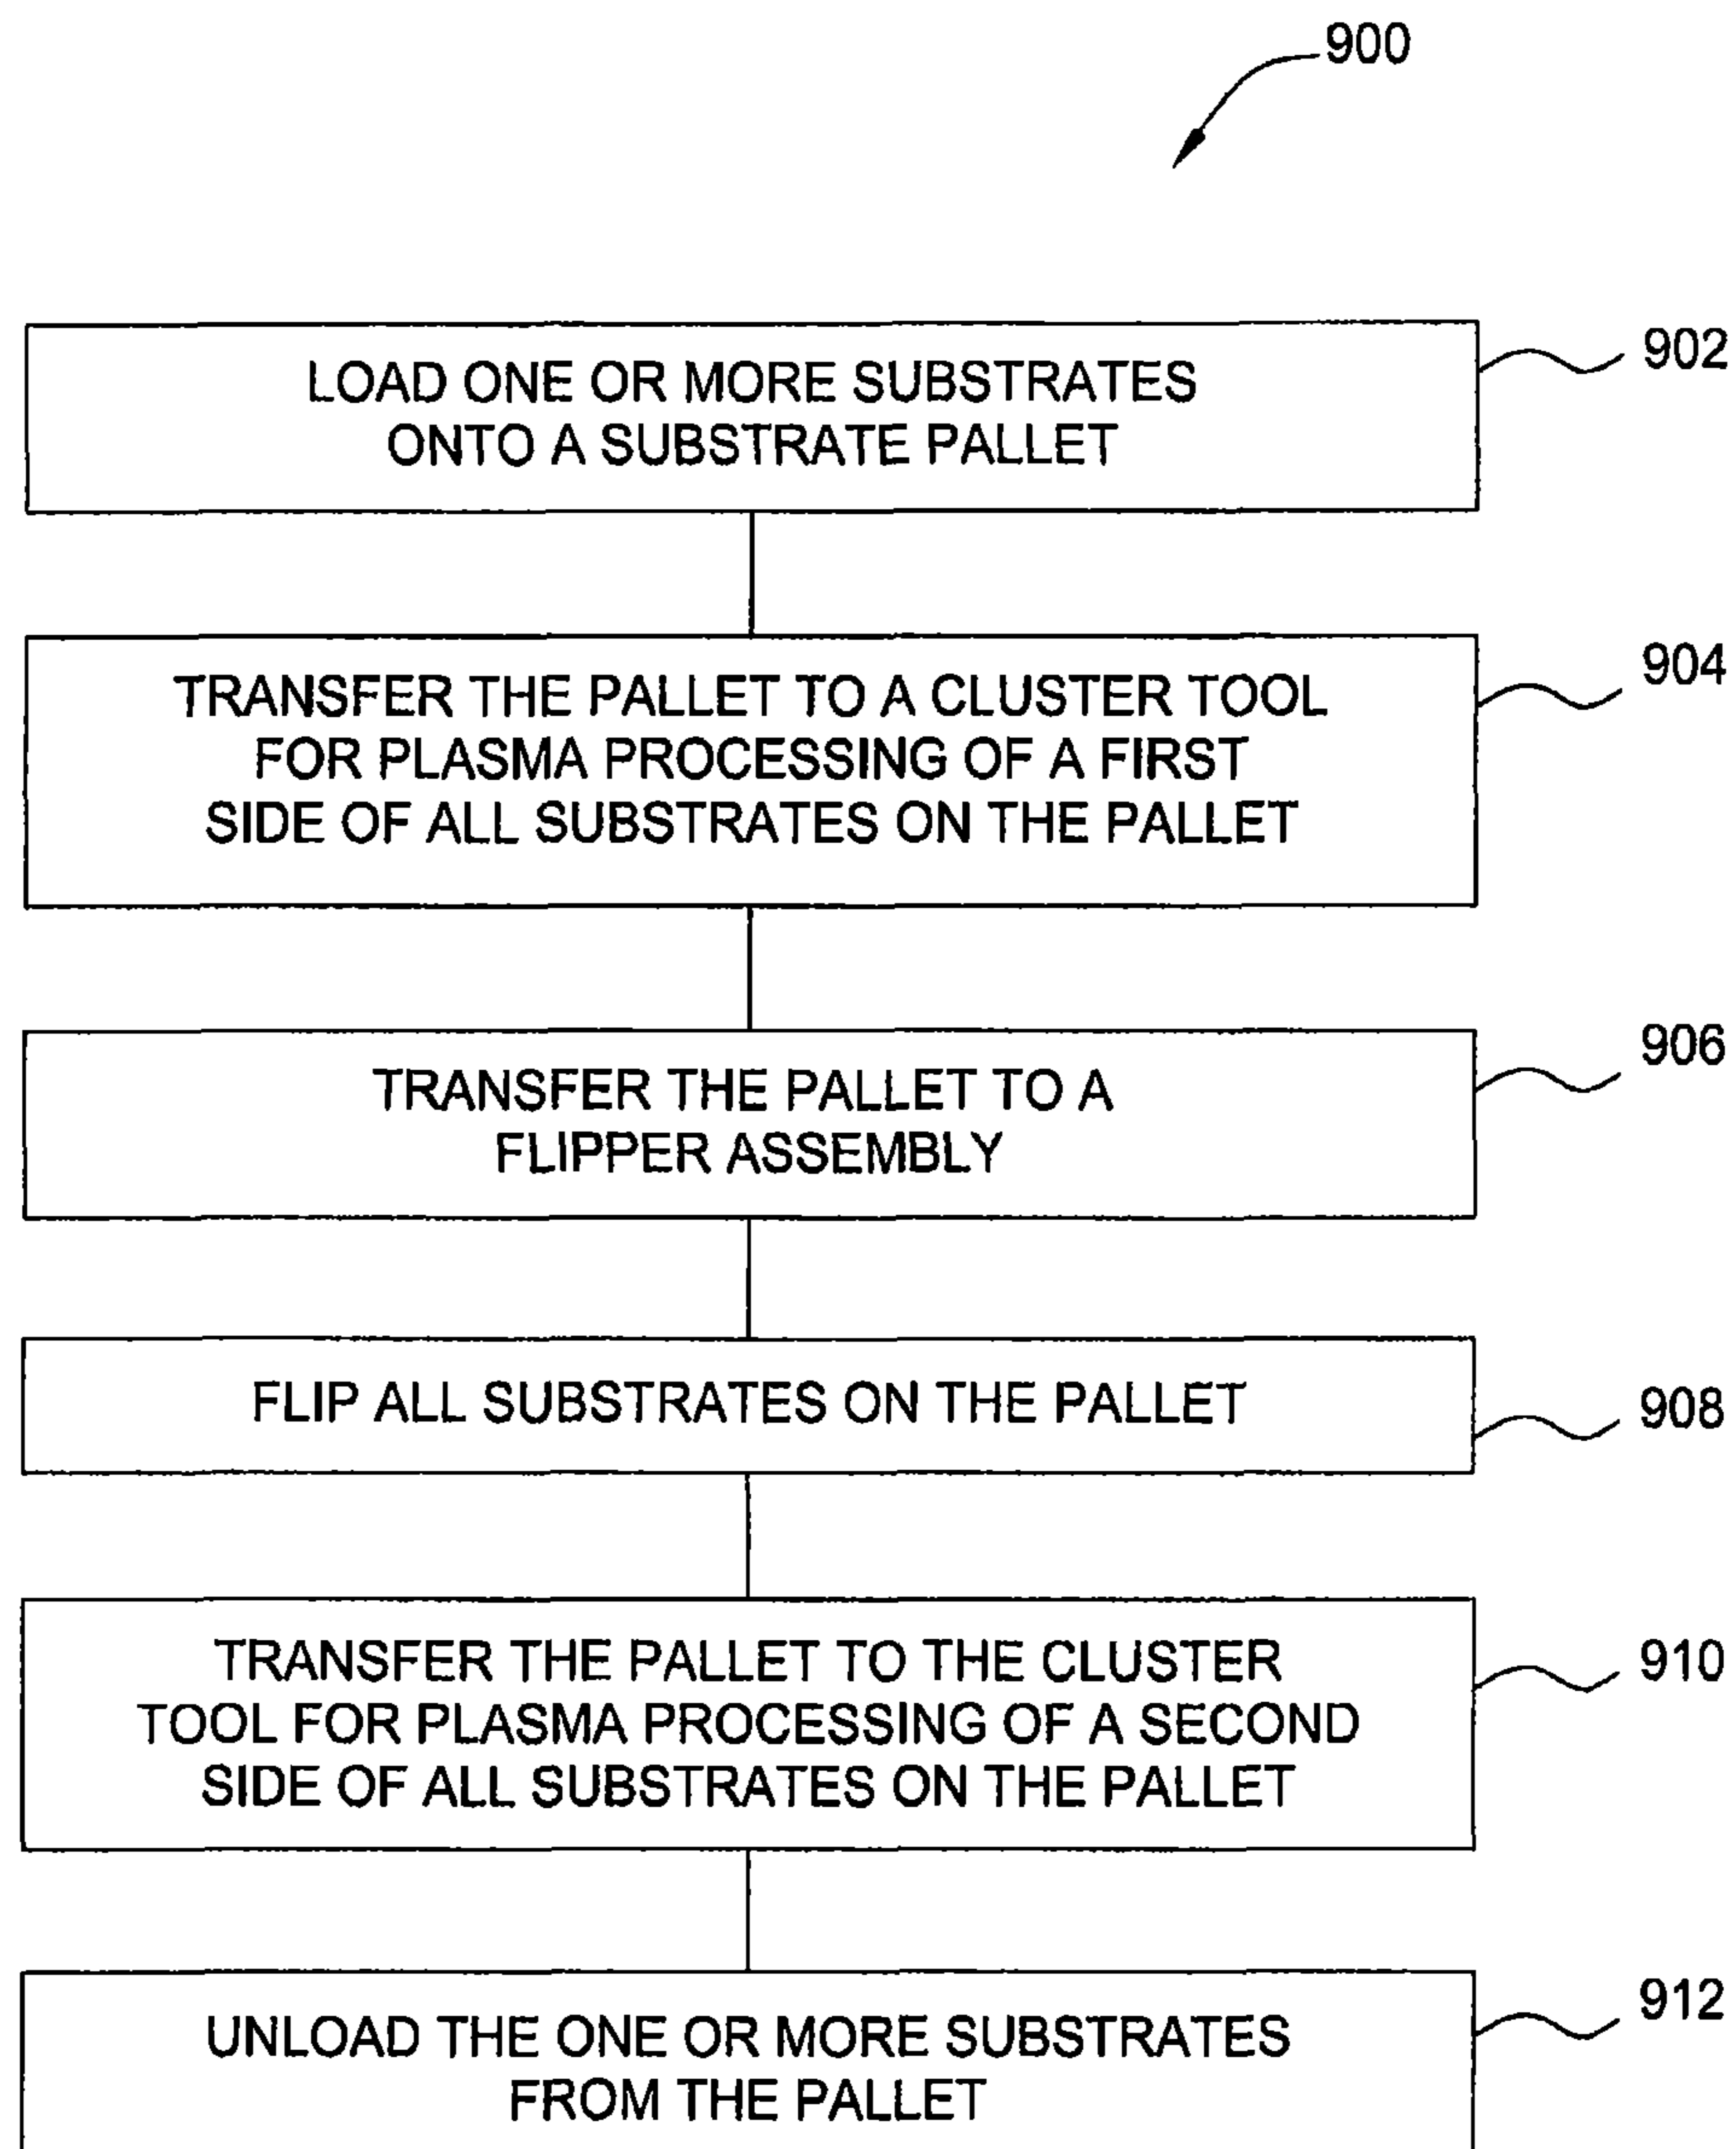 900
LOAD ONE OR MORE SUBSTRATES
ONTO A SUBSTRATE PALLET
902
TRANSFER THE PALLET TO A CLUSTER TOOL
FOR PLASMA PROCESSING OF A FIRST
SIDE OF ALL SUBSTRATES ON THE PALLET
904
TRANSFER THE PALLET TO A
FLIPPER ASSEMBLY
906
FLIP ALL SUBSTRATES ON THE PALLET
908
TRANSFER THE PALLET TO THE CLUSTER
TOOL FOR PLASMA PROCESSING OF A SECOND
SIDE OF ALL SUBSTRATES ON THE PALLET
910
UNLOAD THE ONE OR MORE SUBSTRATES
FROM THE PALLET
912